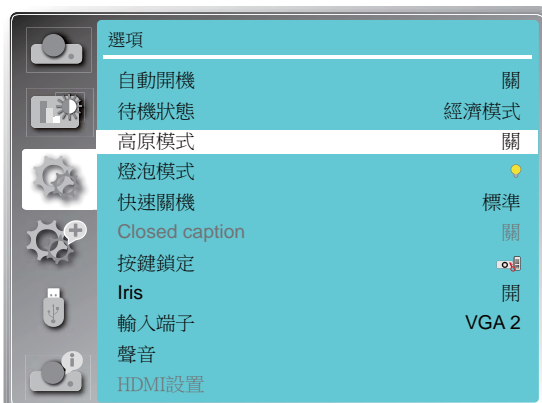 選項
自動開機 關
待機狀態 經濟模式
高原模式 關
燈泡模式
快速關機 標準
Closed caption 關
按鍵鎖定
Iris 開
輸入端子 VGA 2
聲音
HDMI設置